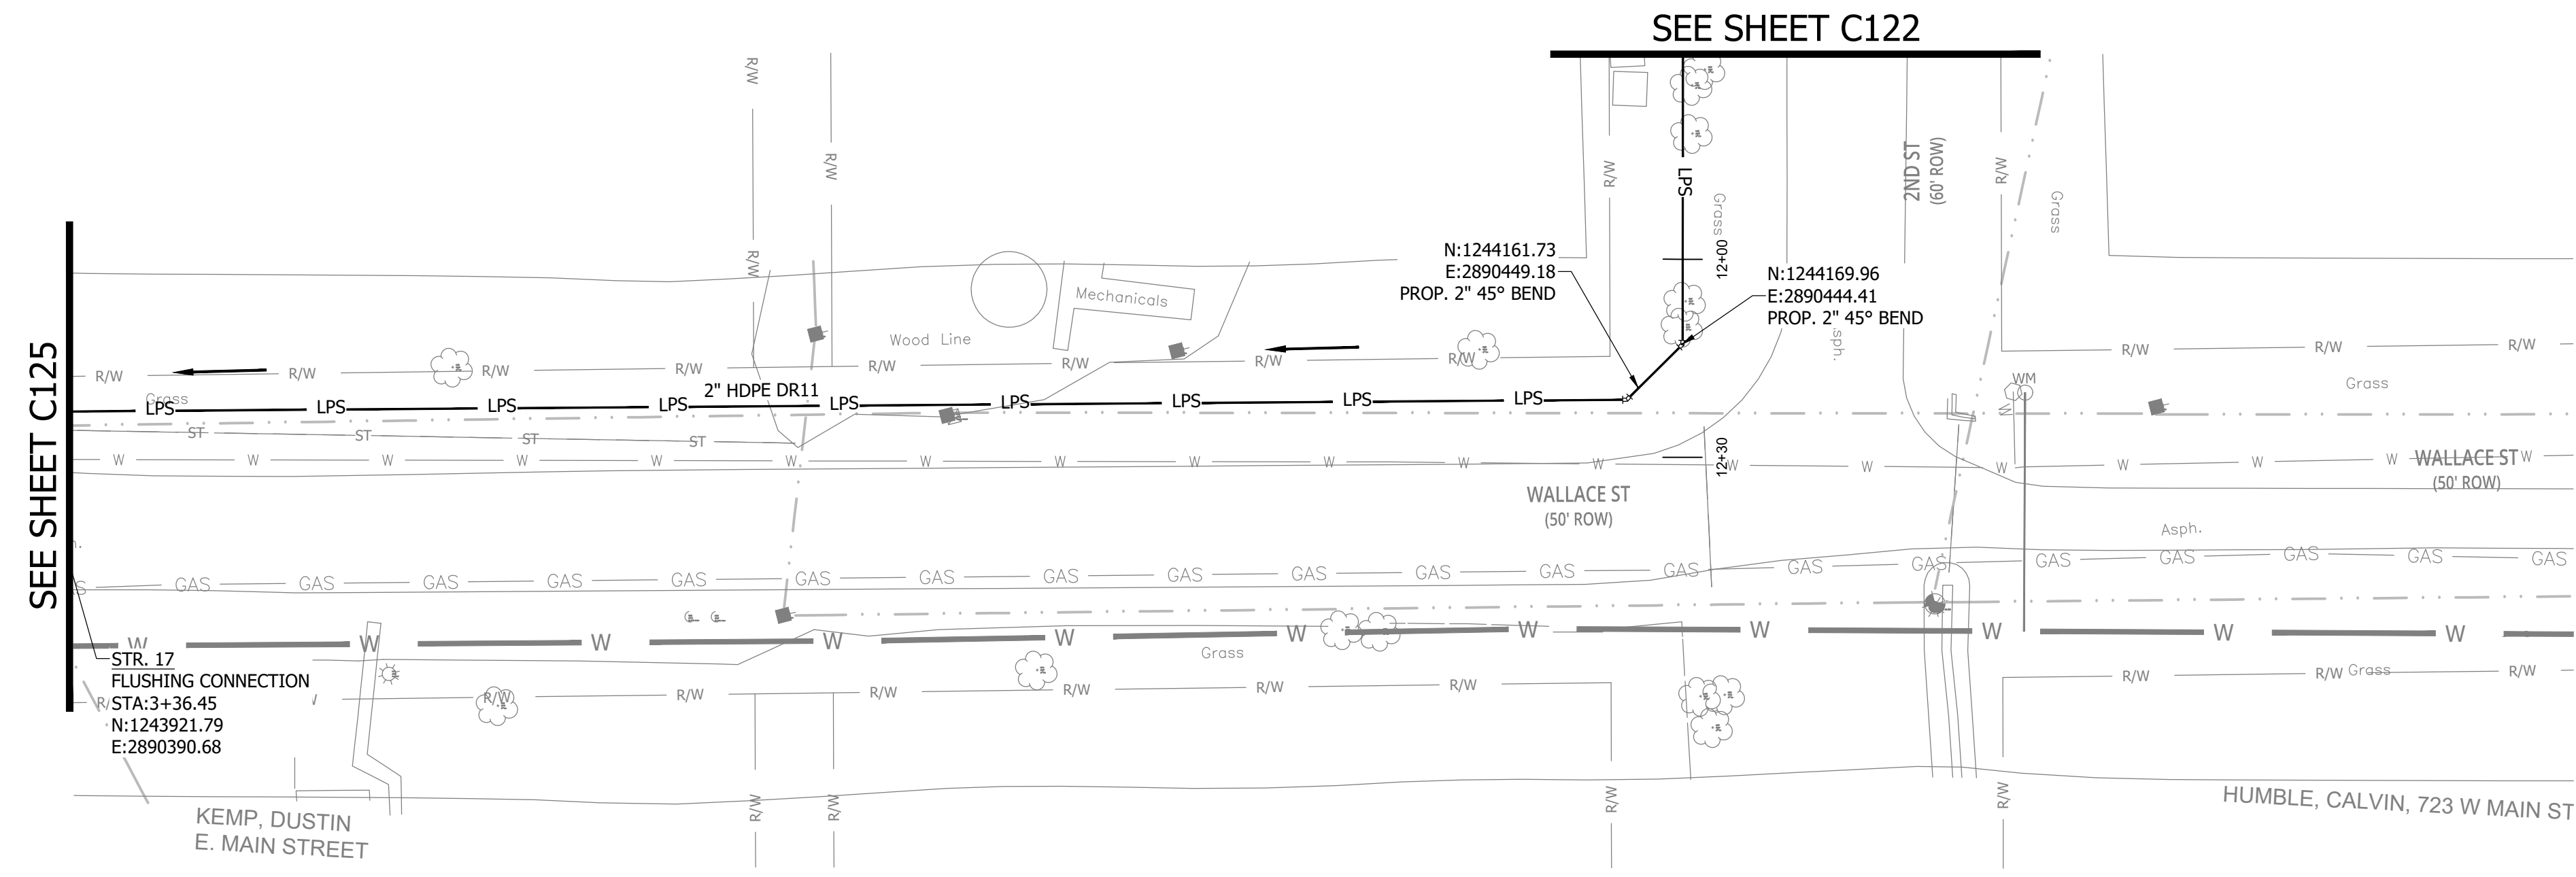 SEE SHEET C122
SEE SHEET C125
R/W
R/W
R/W
R/W
R/W
R/W
2ND ST
(60' ROW)
Grass
Grass
LPS
12+00
N:1244161.73
E:2890449.18
PROP. 2" 45° BEND
N:1244169.96
E:2890444.41
PROP. 2" 45° BEND
sph.
Mechanicals
Wood Line
R/W R/W R/W R/W R/W R/W R/W R/W
R/W R/W R/W
WM
Grass
Grass
2" HDPE DR11
LPS LPS LPS LPS LPS LPS LPS LPS LPS
ST ST ST ST
W W W W W W W W W W W W W W W W W W W
12+30
WALLACE ST
(50' ROW)
WALLACE ST
(50' ROW)
Asph.
GAS GAS GAS GAS GAS GAS GAS GAS GAS GAS GAS GAS GAS GAS GAS GAS GAS GAS GAS GAS
W W W W W W W W W W W
Grass
Grass
STR. 17
FLUSHING CONNECTION
STA:3+36.45
N:1243921.79
E:2890390.68
R/W R/W R/W R/W R/W R/W
R/W R/W R/W
R/W
R/W
R/W
R/W
KEMP, DUSTIN
E. MAIN STREET
HUMBLE, CALVIN, 723 W MAIN ST